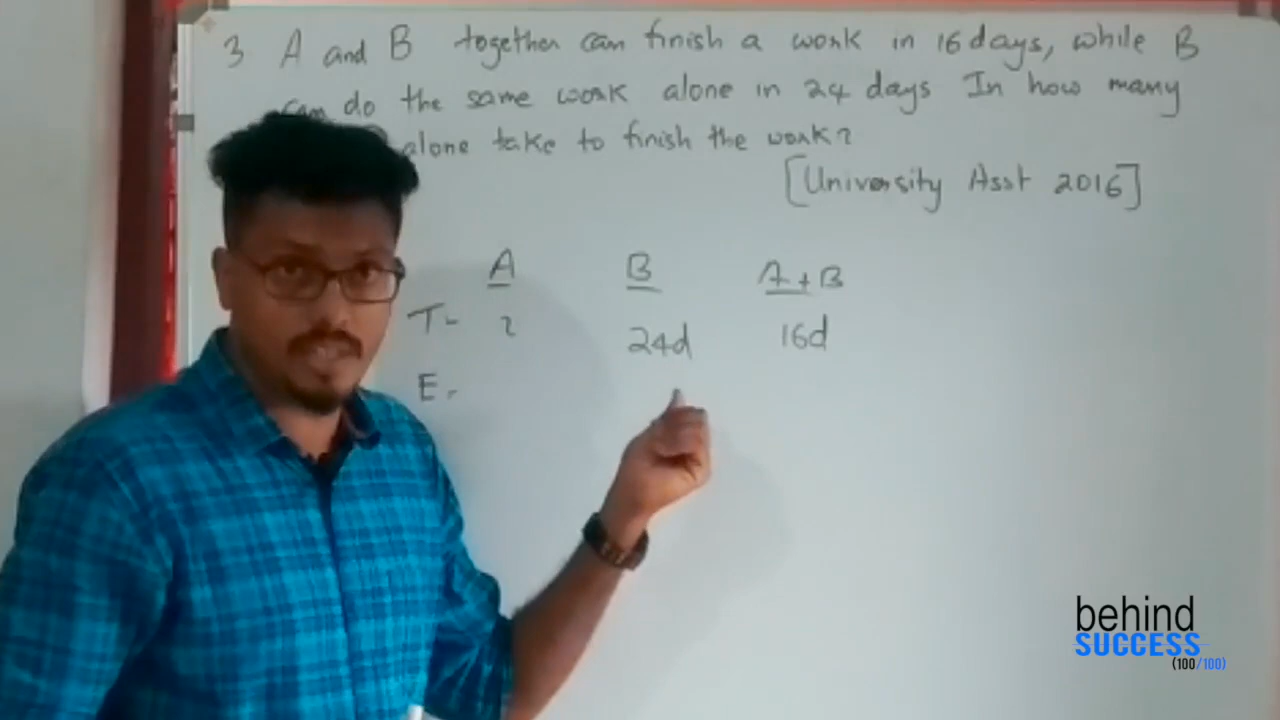 3 A and B together can finish a work in 16 days, while B
can do the same work alone in 24 days In how many
alone take to finish the work?
[University Asst 2016]
A B A+B
T- ? 24d 16d
E-
behind
SUCCESS
(100/100)